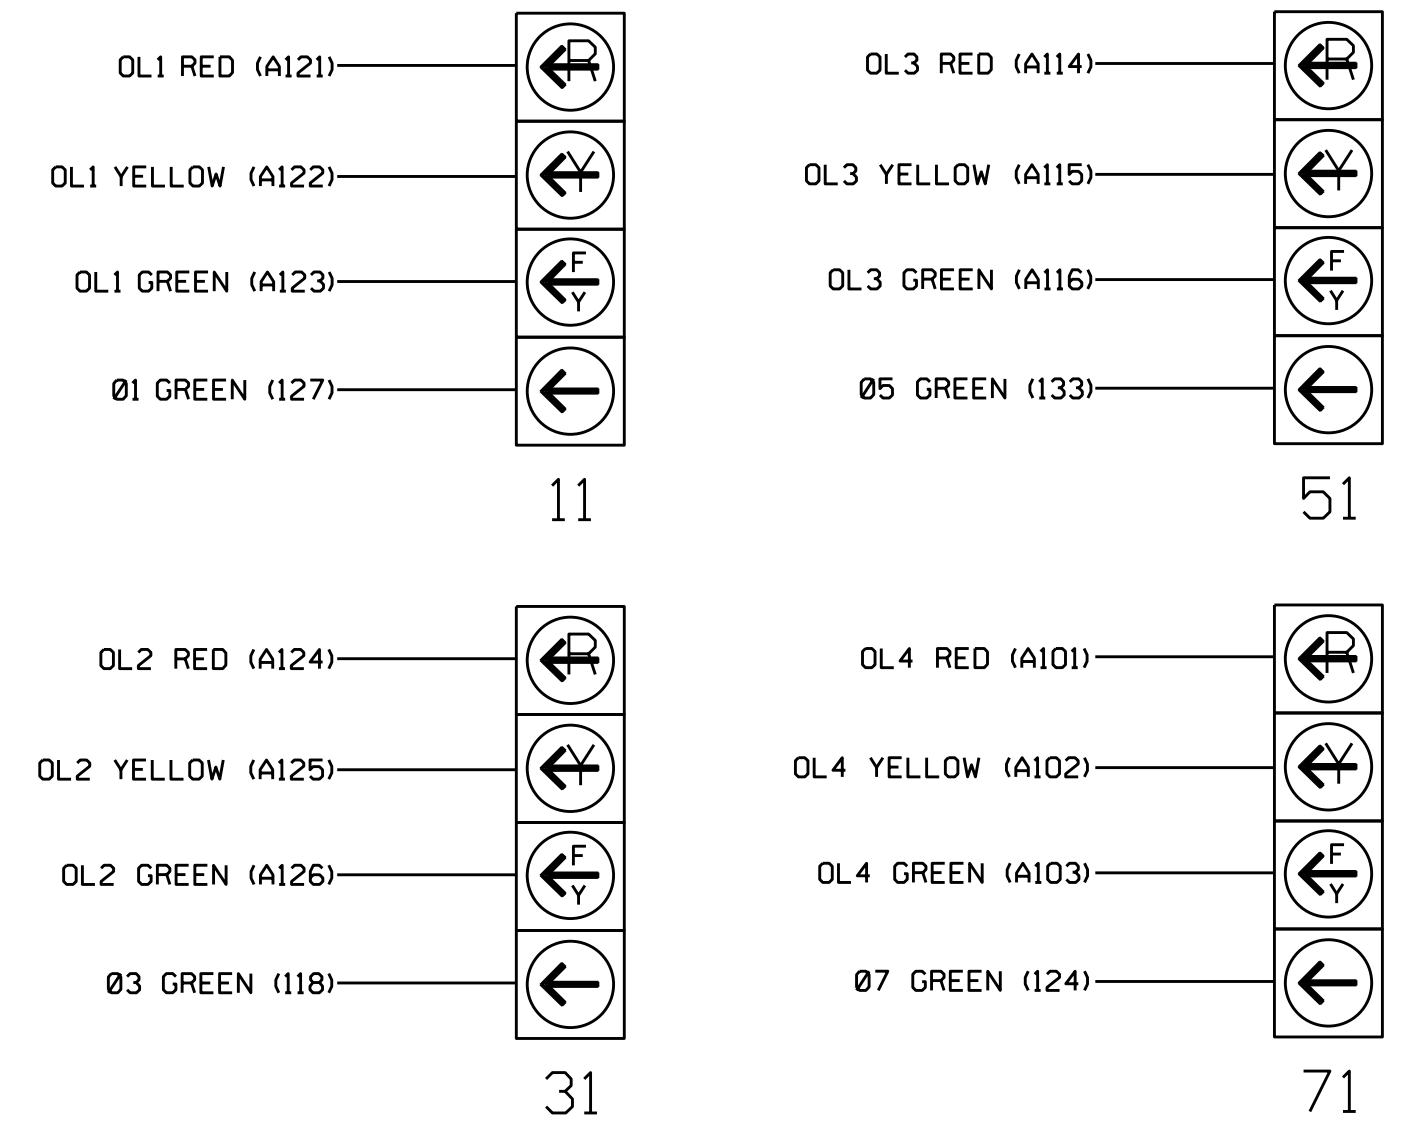 OL1 RED (A121)
R
OL1 YELLOW (A122)
Y
OL1 GREEN (A123)
F
Y
Ø1 GREEN (127)
11
OL3 RED (A114)
R
OL3 YELLOW (A115)
Y
OL3 GREEN (A116)
F
Y
Ø5 GREEN (133)
51
OL2 RED (A124)
R
OL2 YELLOW (A125)
Y
OL2 GREEN (A126)
F
Y
Ø3 GREEN (118)
31
OL4 RED (A101)
R
OL4 YELLOW (A102)
Y
OL4 GREEN (A103)
F
Y
Ø7 GREEN (124)
71